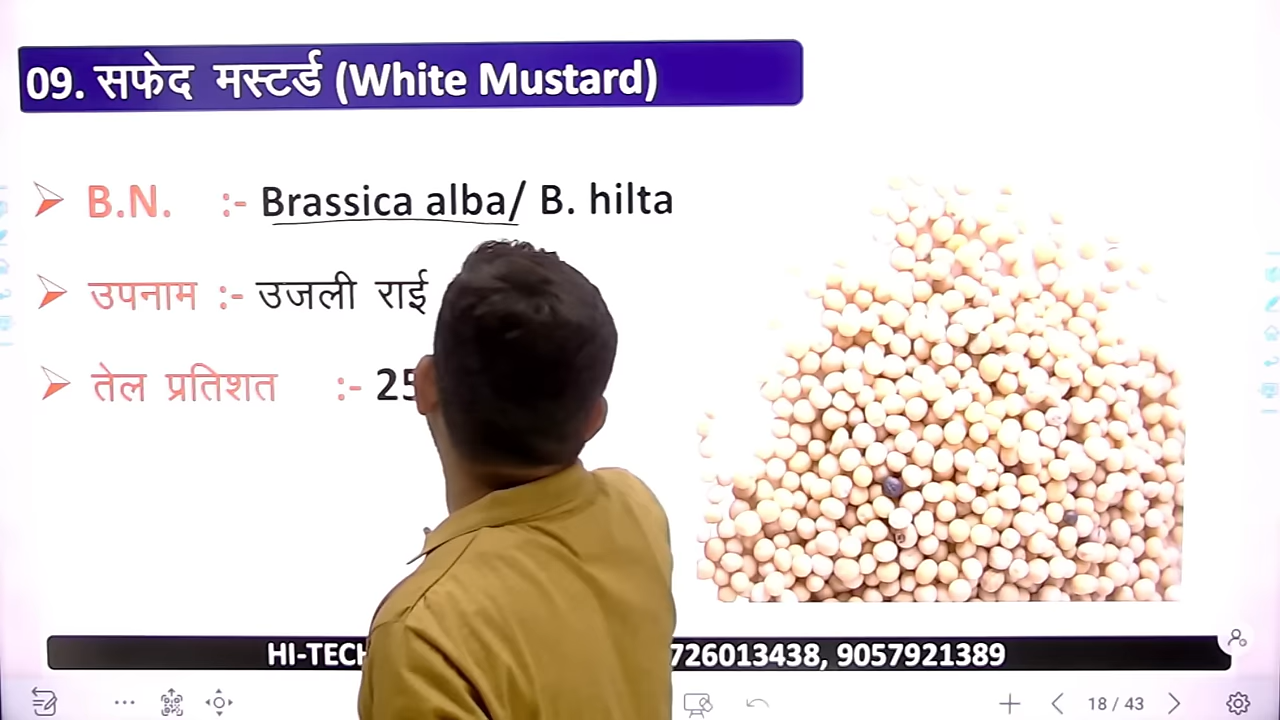 09. सफेद मस्टर्ड (White Mustard)
B.N. :- Brassica alba/ B. hilta
उपनाम :- उजली राई
तेल प्रतिशत :- 25
HI-TECH 726013438, 9057921389
18 / 43